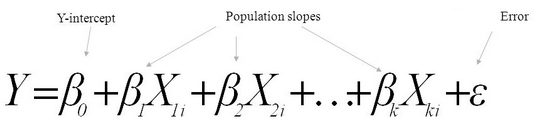 Y-intercept Population slopes Error
Y=β₀+β₁X₁ᵢ+β₂X₂ᵢ+…+βₖXₖᵢ+ε